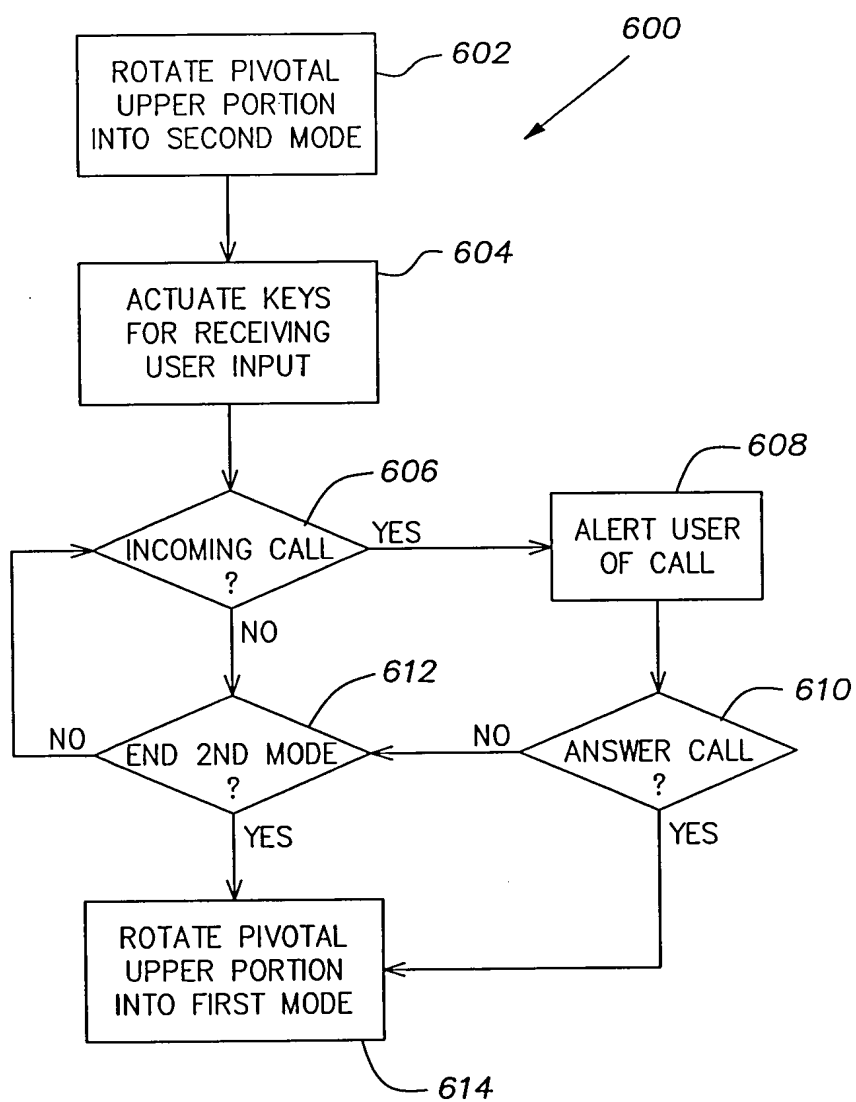 600
602
ROTATE PIVOTAL
UPPER PORTION
INTO SECOND MODE
604
ACTUATE KEYS
FOR RECEIVING
USER INPUT
606
INCOMING CALL
?
YES
NO
608
ALERT USER
OF CALL
610
ANSWER CALL
?
NO
YES
612
END 2ND MODE
?
NO
YES
ROTATE PIVOTAL
UPPER PORTION
INTO FIRST MODE
614